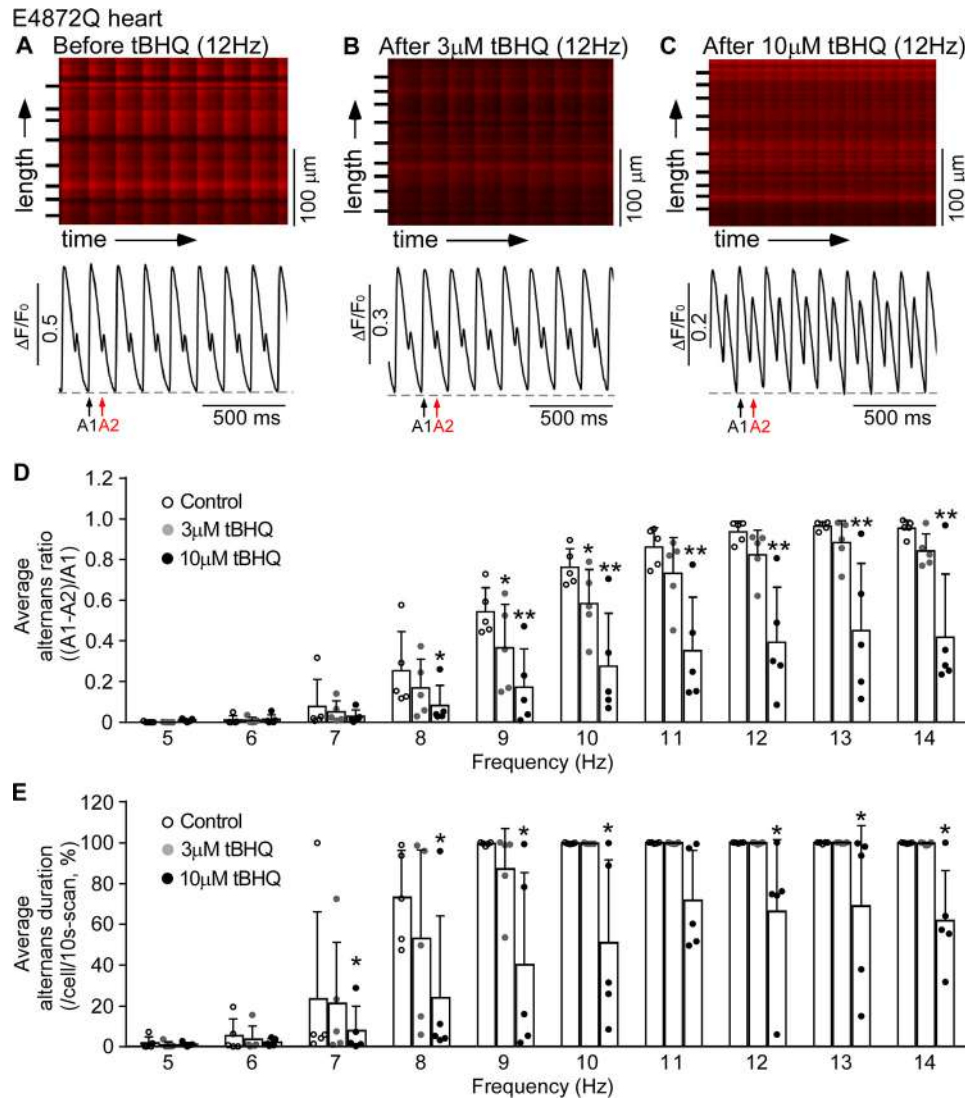 E4872Q heart
A Before tBHQ (12Hz)
B After 3μM tBHQ (12Hz)
C After 10μM tBHQ (12Hz)
length
100 μm
length
100 μm
length
100 μm
time
time
time
ΔF/F0
0.5
ΔF/F0
0.3
ΔF/F0
0.2
500 ms
500 ms
500 ms
A1 A2
A1 A2
A1 A2
D
Average
alternans ratio
((A1-A2)/A1)
1.2
1.0
0.8
0.6
0.4
0.2
0
Control
3μM tBHQ
10μM tBHQ
* * ** * ** ** ** ** **
5 6 7 8 9 10 11 12 13 14
Frequency (Hz)
E
Average
alternans duration
(/cell/10s-scan, %)
120
100
80
60
40
20
0
Control
3μM tBHQ
10μM tBHQ
* * * * * * *
5 6 7 8 9 10 11 12 13 14
Frequency (Hz)